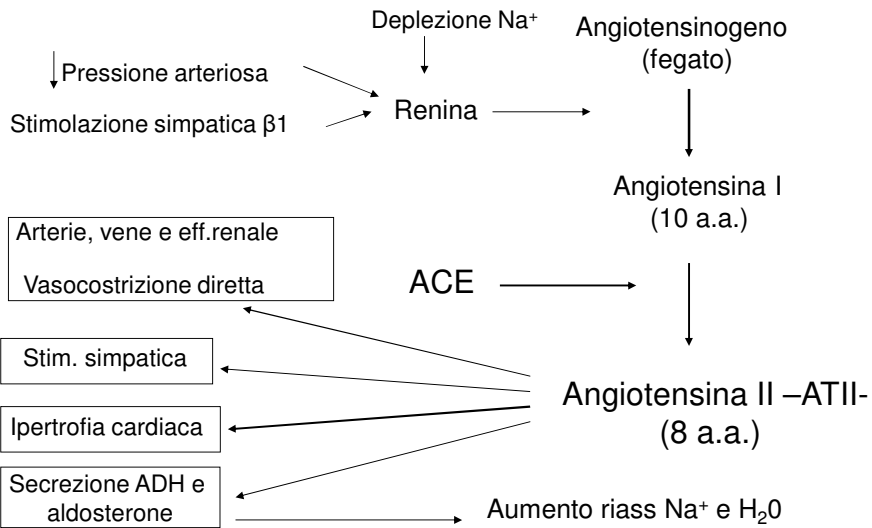 Deplezione Na⁺
Angiotensinogeno
(fegato)
Pressione arteriosa
Stimolazione simpatica β1
Renina
Angiotensina I
(10 a.a.)
Arterie, vene e eff.renale
Vasocostrizione diretta
ACE
Stim. simpatica
Angiotensina II –ATII-
(8 a.a.)
Ipertrofia cardiaca
Secrezione ADH e
aldosterone
Aumento riass Na⁺ e H₂0